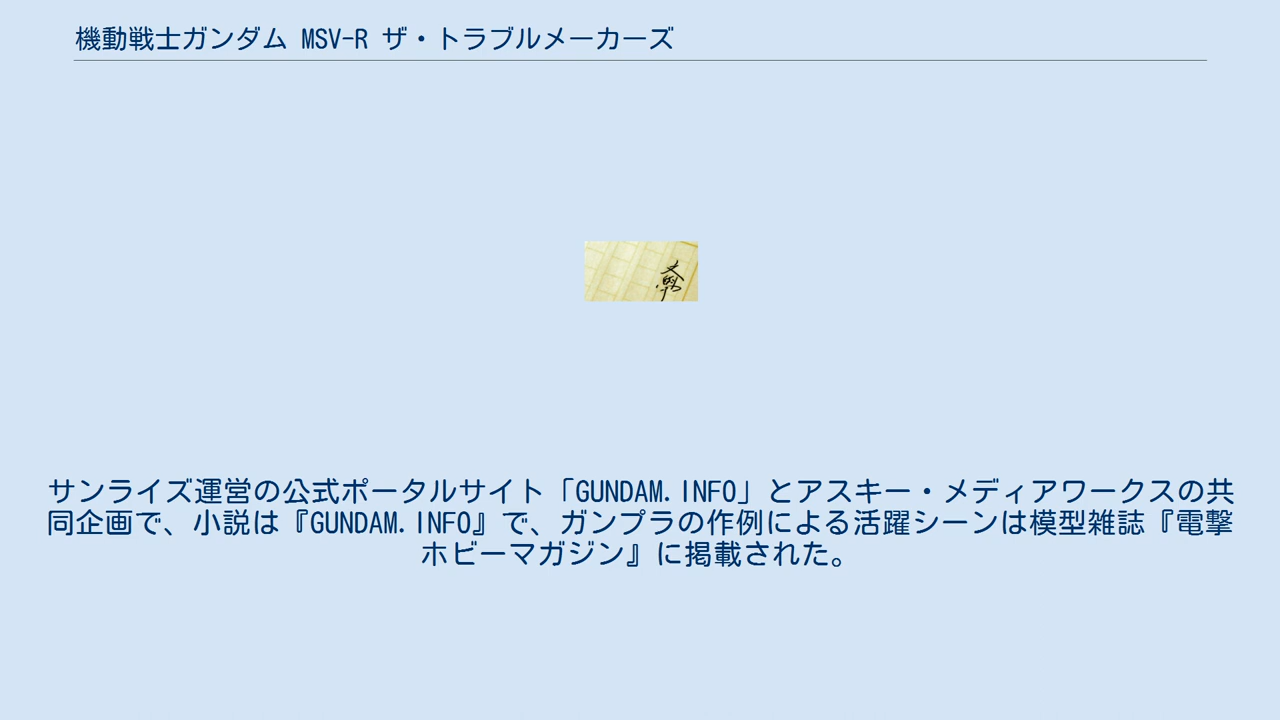 機動戦士ガンダム MSV-R ザ・トラブルメーカーズ
サンライズ運営の公式ポータルサイト「GUNDAM.INFO」とアスキー・メディアワークスの共
同企画で、小説は『GUNDAM.INFO』で、ガンプラの作例による活躍シーンは模型雑誌『電撃
ホビーマガジン』に掲載された。